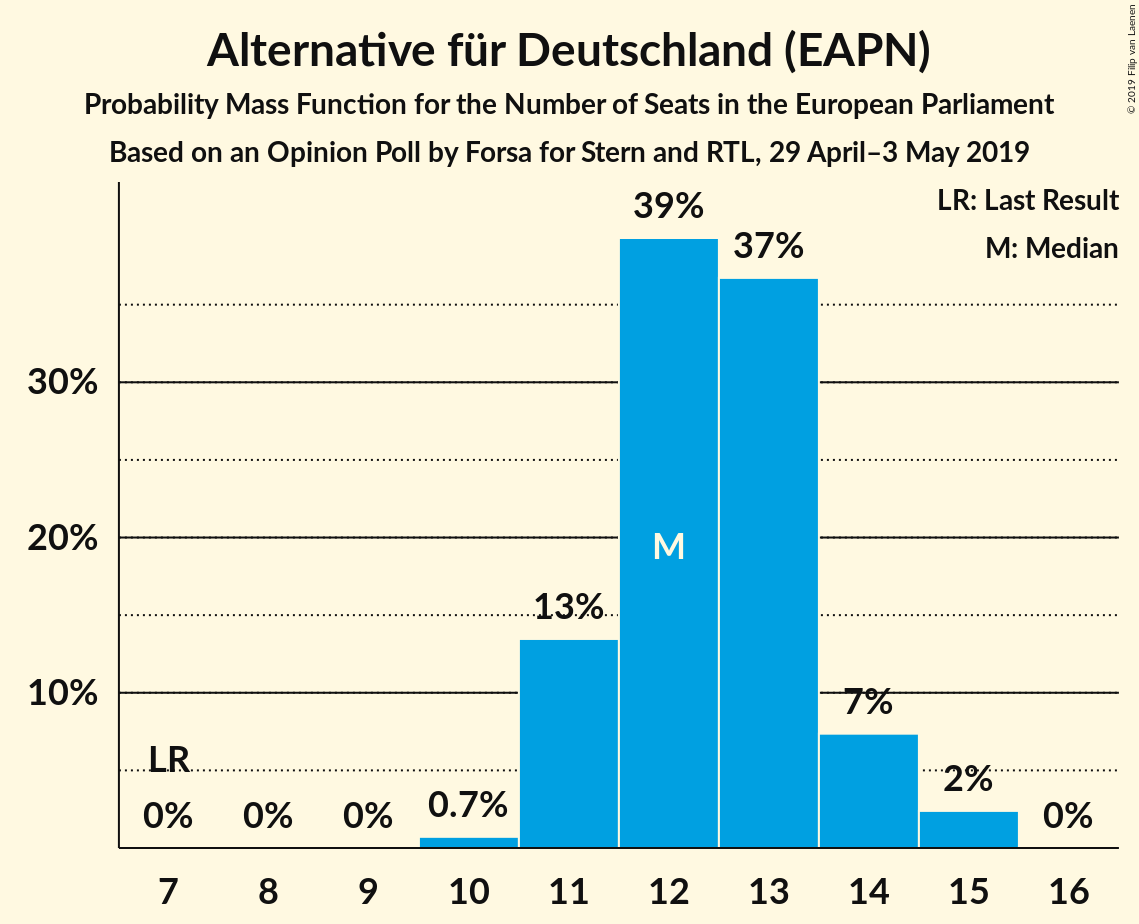 Alternative für Deutschland (EAPN)
Probability Mass Function for the Number of Seats in the European Parliament
Based on an Opinion Poll by Forsa for Stern and RTL, 29 April–3 May 2019
© 2019 Filip van Laenen
LR: Last Result
M: Median
39%
37%
30%
20%
M
13%
10%
7%
LR
2%
0%
0%
0%
0.7%
0%
7
8
9
10
11
12
13
14
15
16